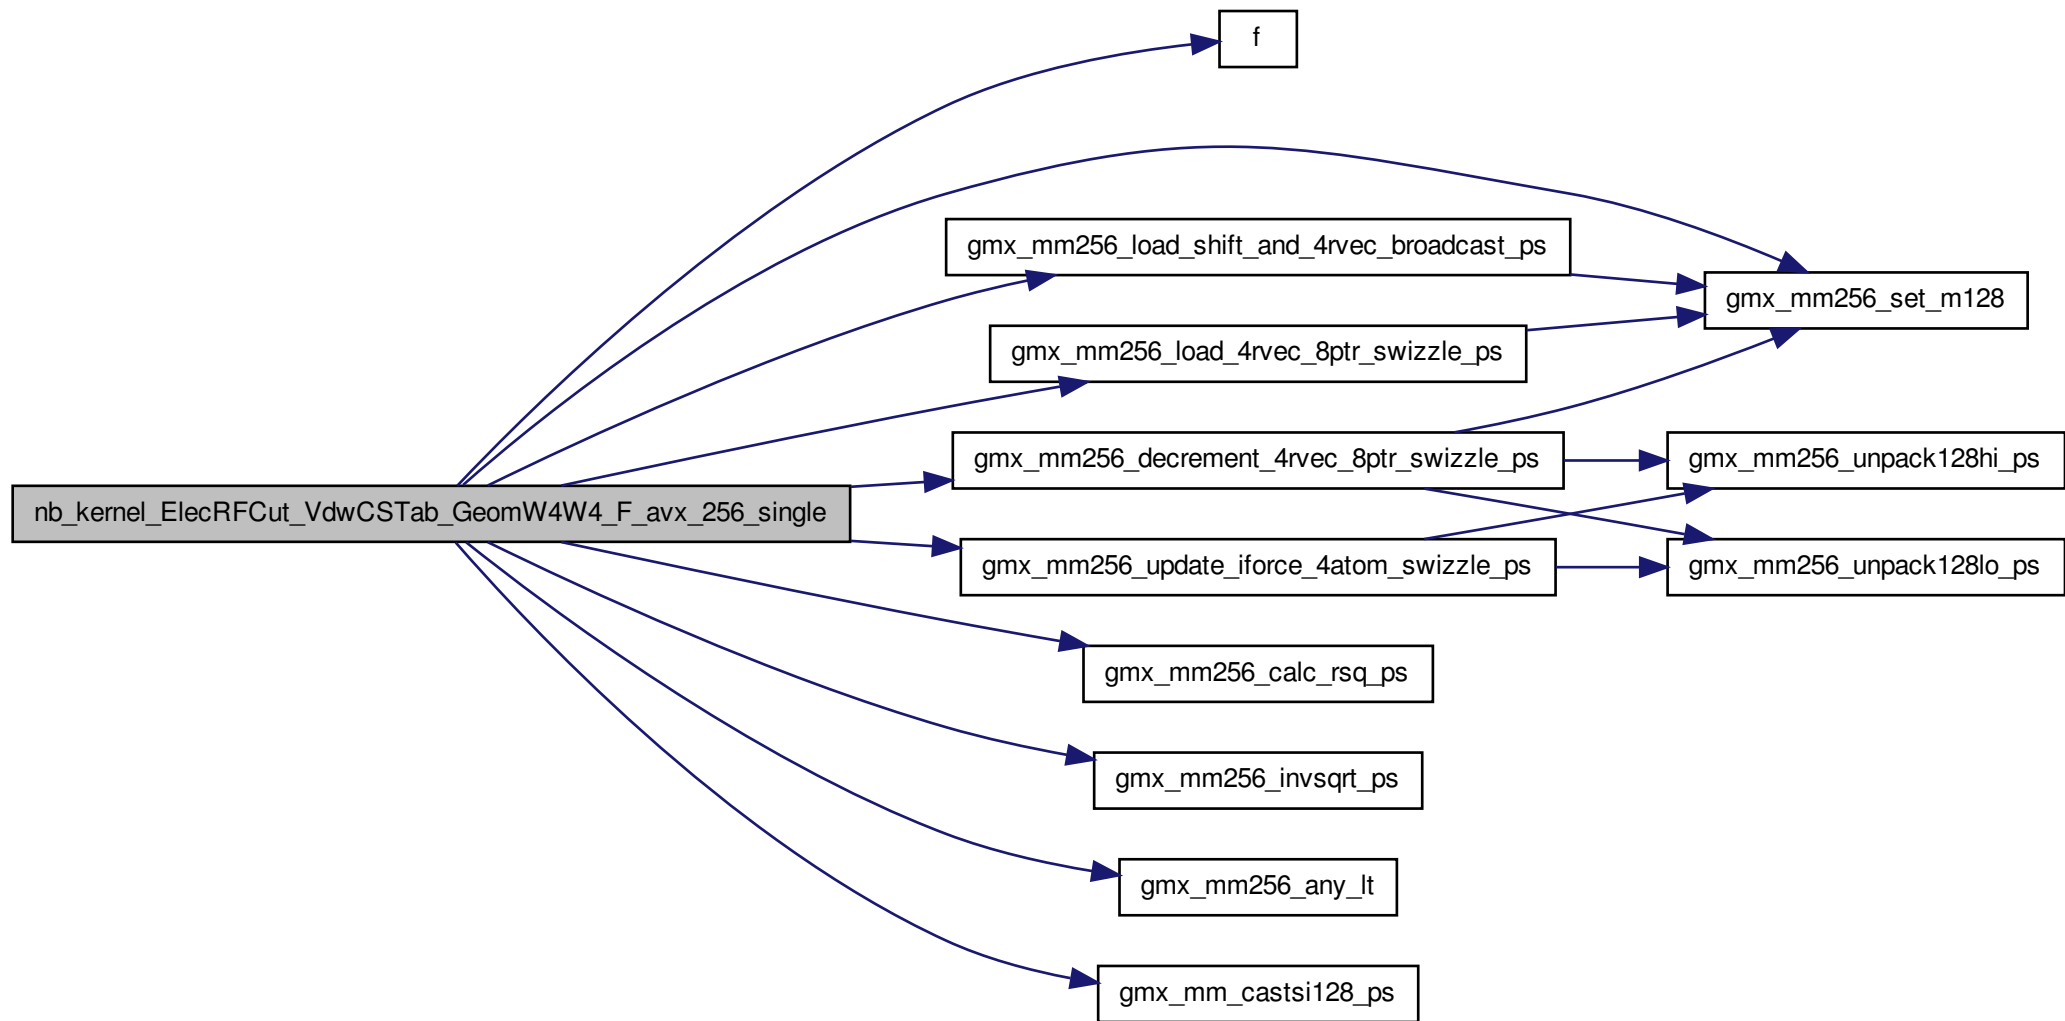 f
gmx_mm256_load_shift_and_4rvec_broadcast_ps
gmx_mm256_set_m128
gmx_mm256_load_4rvec_8ptr_swizzle_ps
gmx_mm256_decrement_4rvec_8ptr_swizzle_ps
gmx_mm256_unpack128hi_ps
nb_kernel_ElecRFCut_VdwCSTab_GeomW4W4_F_avx_256_single
gmx_mm256_update_iforce_4atom_swizzle_ps
gmx_mm256_unpack128lo_ps
gmx_mm256_calc_rsq_ps
gmx_mm256_invsqrt_ps
gmx_mm256_any_lt
gmx_mm_castsi128_ps